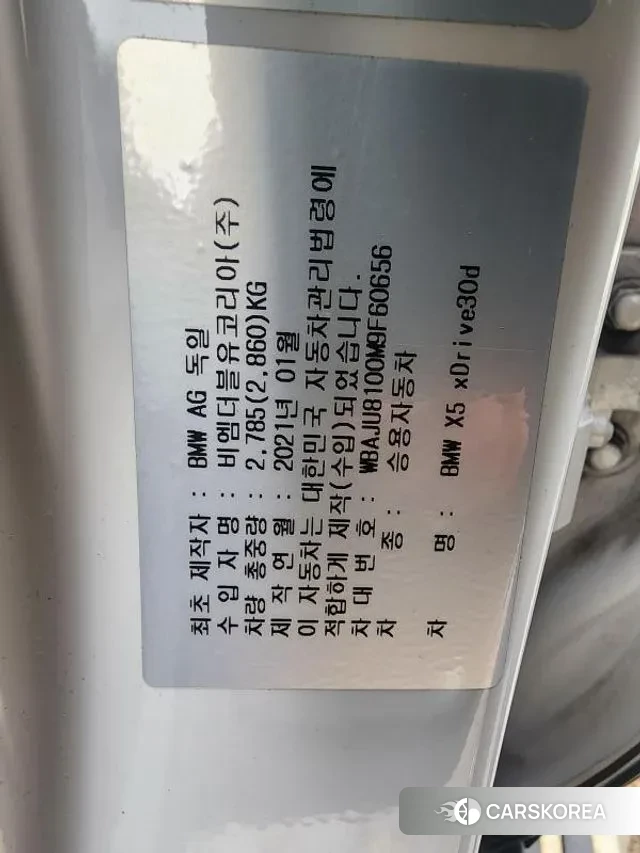 최초 제작자 : BMW AG 독일
수 입 자 명 : 비엠더블유코리아(주)
차량 총중량 : 2,785(2,860)KG
제 작 연 월 : 2021년 01월
이 자동차는 대한민국 자동차관리법령에
적합하게 제작(수입)되었습니다.
차 대 번 호 : WBAJU8100M9F60656
차 종 : 승용자동차
차 명 : BMW X5 xDrive30d
CARSKOREA